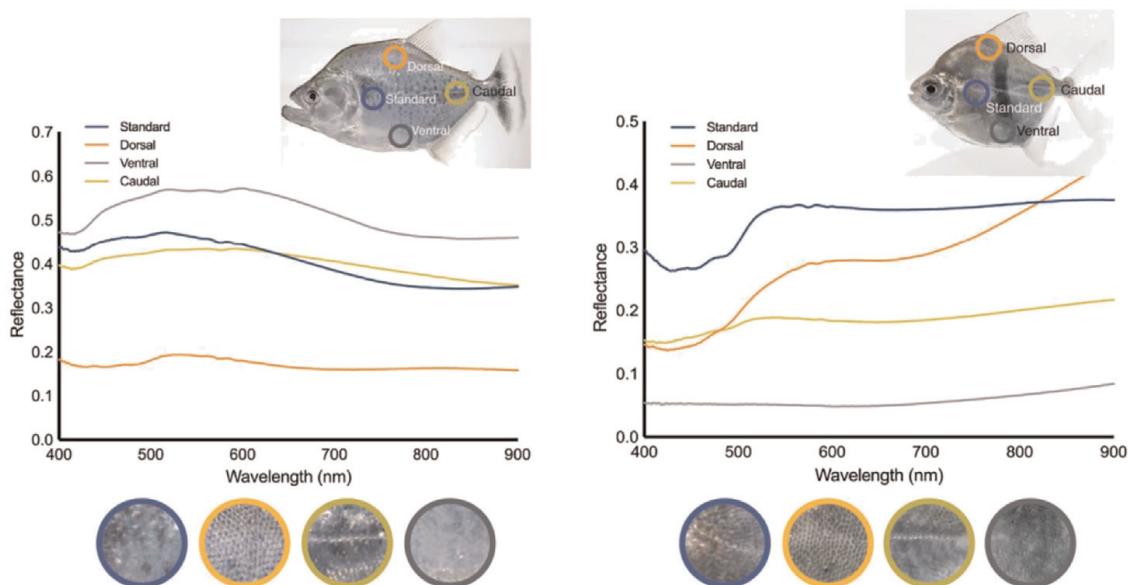 Dorsal
Standard
Caudal
Ventral
Standard
Dorsal
Ventral
Caudal
0.7
0.6
0.5
0.4
0.3
0.2
0.1
0.0
Reflectance
400 500 600 700 800 900
Wavelength (nm)
Dorsal
Standard
Caudal
Ventral
Standard
Dorsal
Ventral
Caudal
0.5
0.4
0.3
0.2
0.1
0.0
Reflectance
400 500 600 700 800 900
Wavelength (nm)